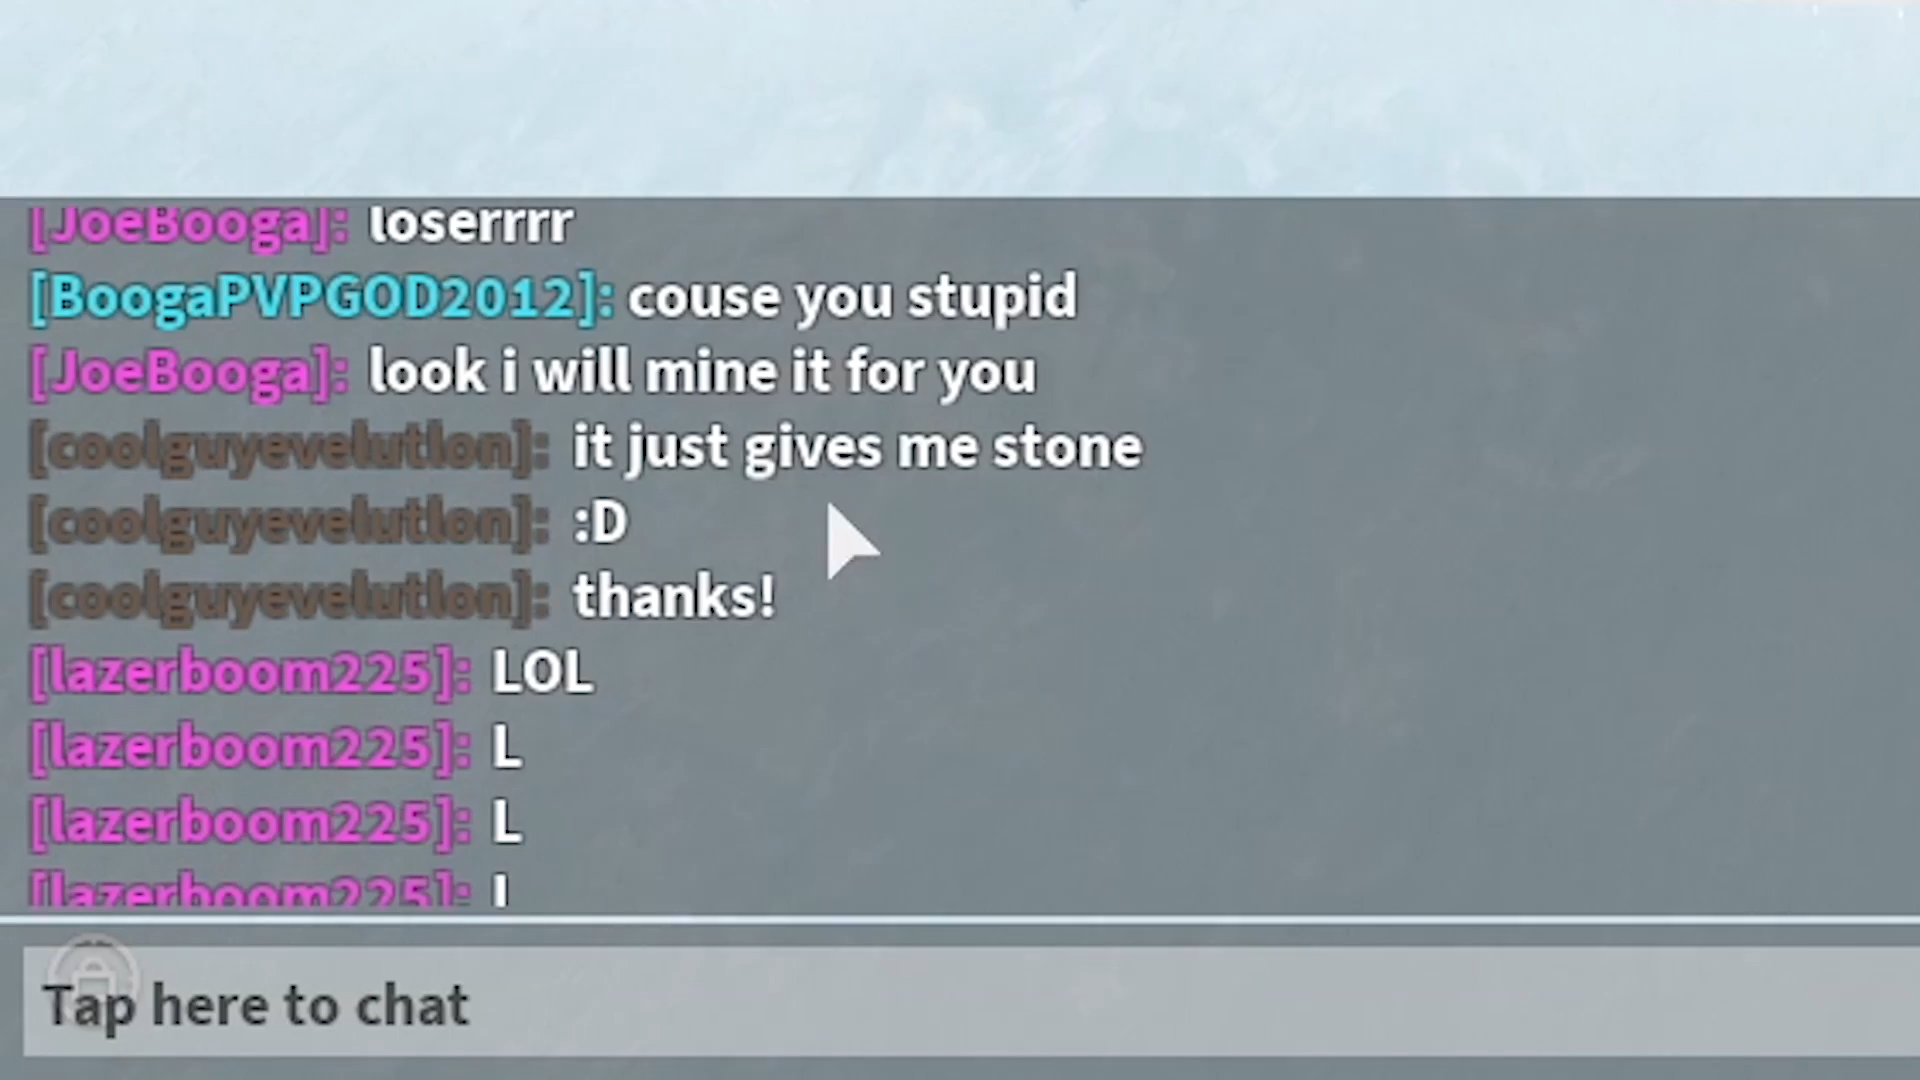 [JoeBooga]: loserrrr
[BoogaPVPGOD2012]: couse you stupid
[JoeBooga]: look i will mine it for you
[coolguyevelution]: it just gives me stone
[coolguyevelution]: :D
[coolguyevelution]: thanks!
[lazerboom225]: LOL
[lazerboom225]: L
[lazerboom225]: L
[lazerboom225]: L
Tap here to chat